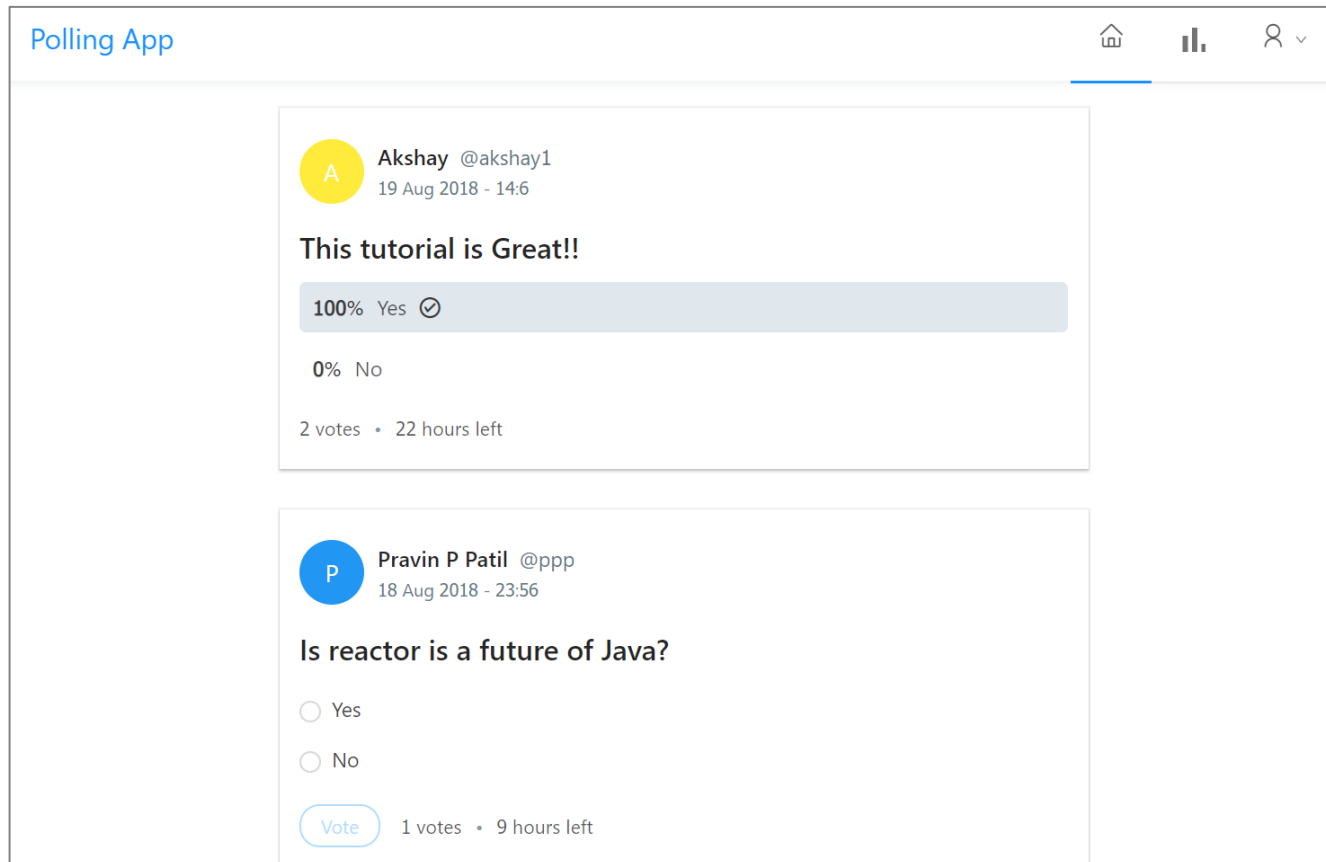 Polling App
A
Akshay @akshay1
19 Aug 2018 - 14:6
This tutorial is Great!!
100% Yes
0% No
2 votes • 22 hours left
P
Pravin P Patil @ppp
18 Aug 2018 - 23:56
Is reactor is a future of Java?
Yes
No
Vote 1 votes • 9 hours left